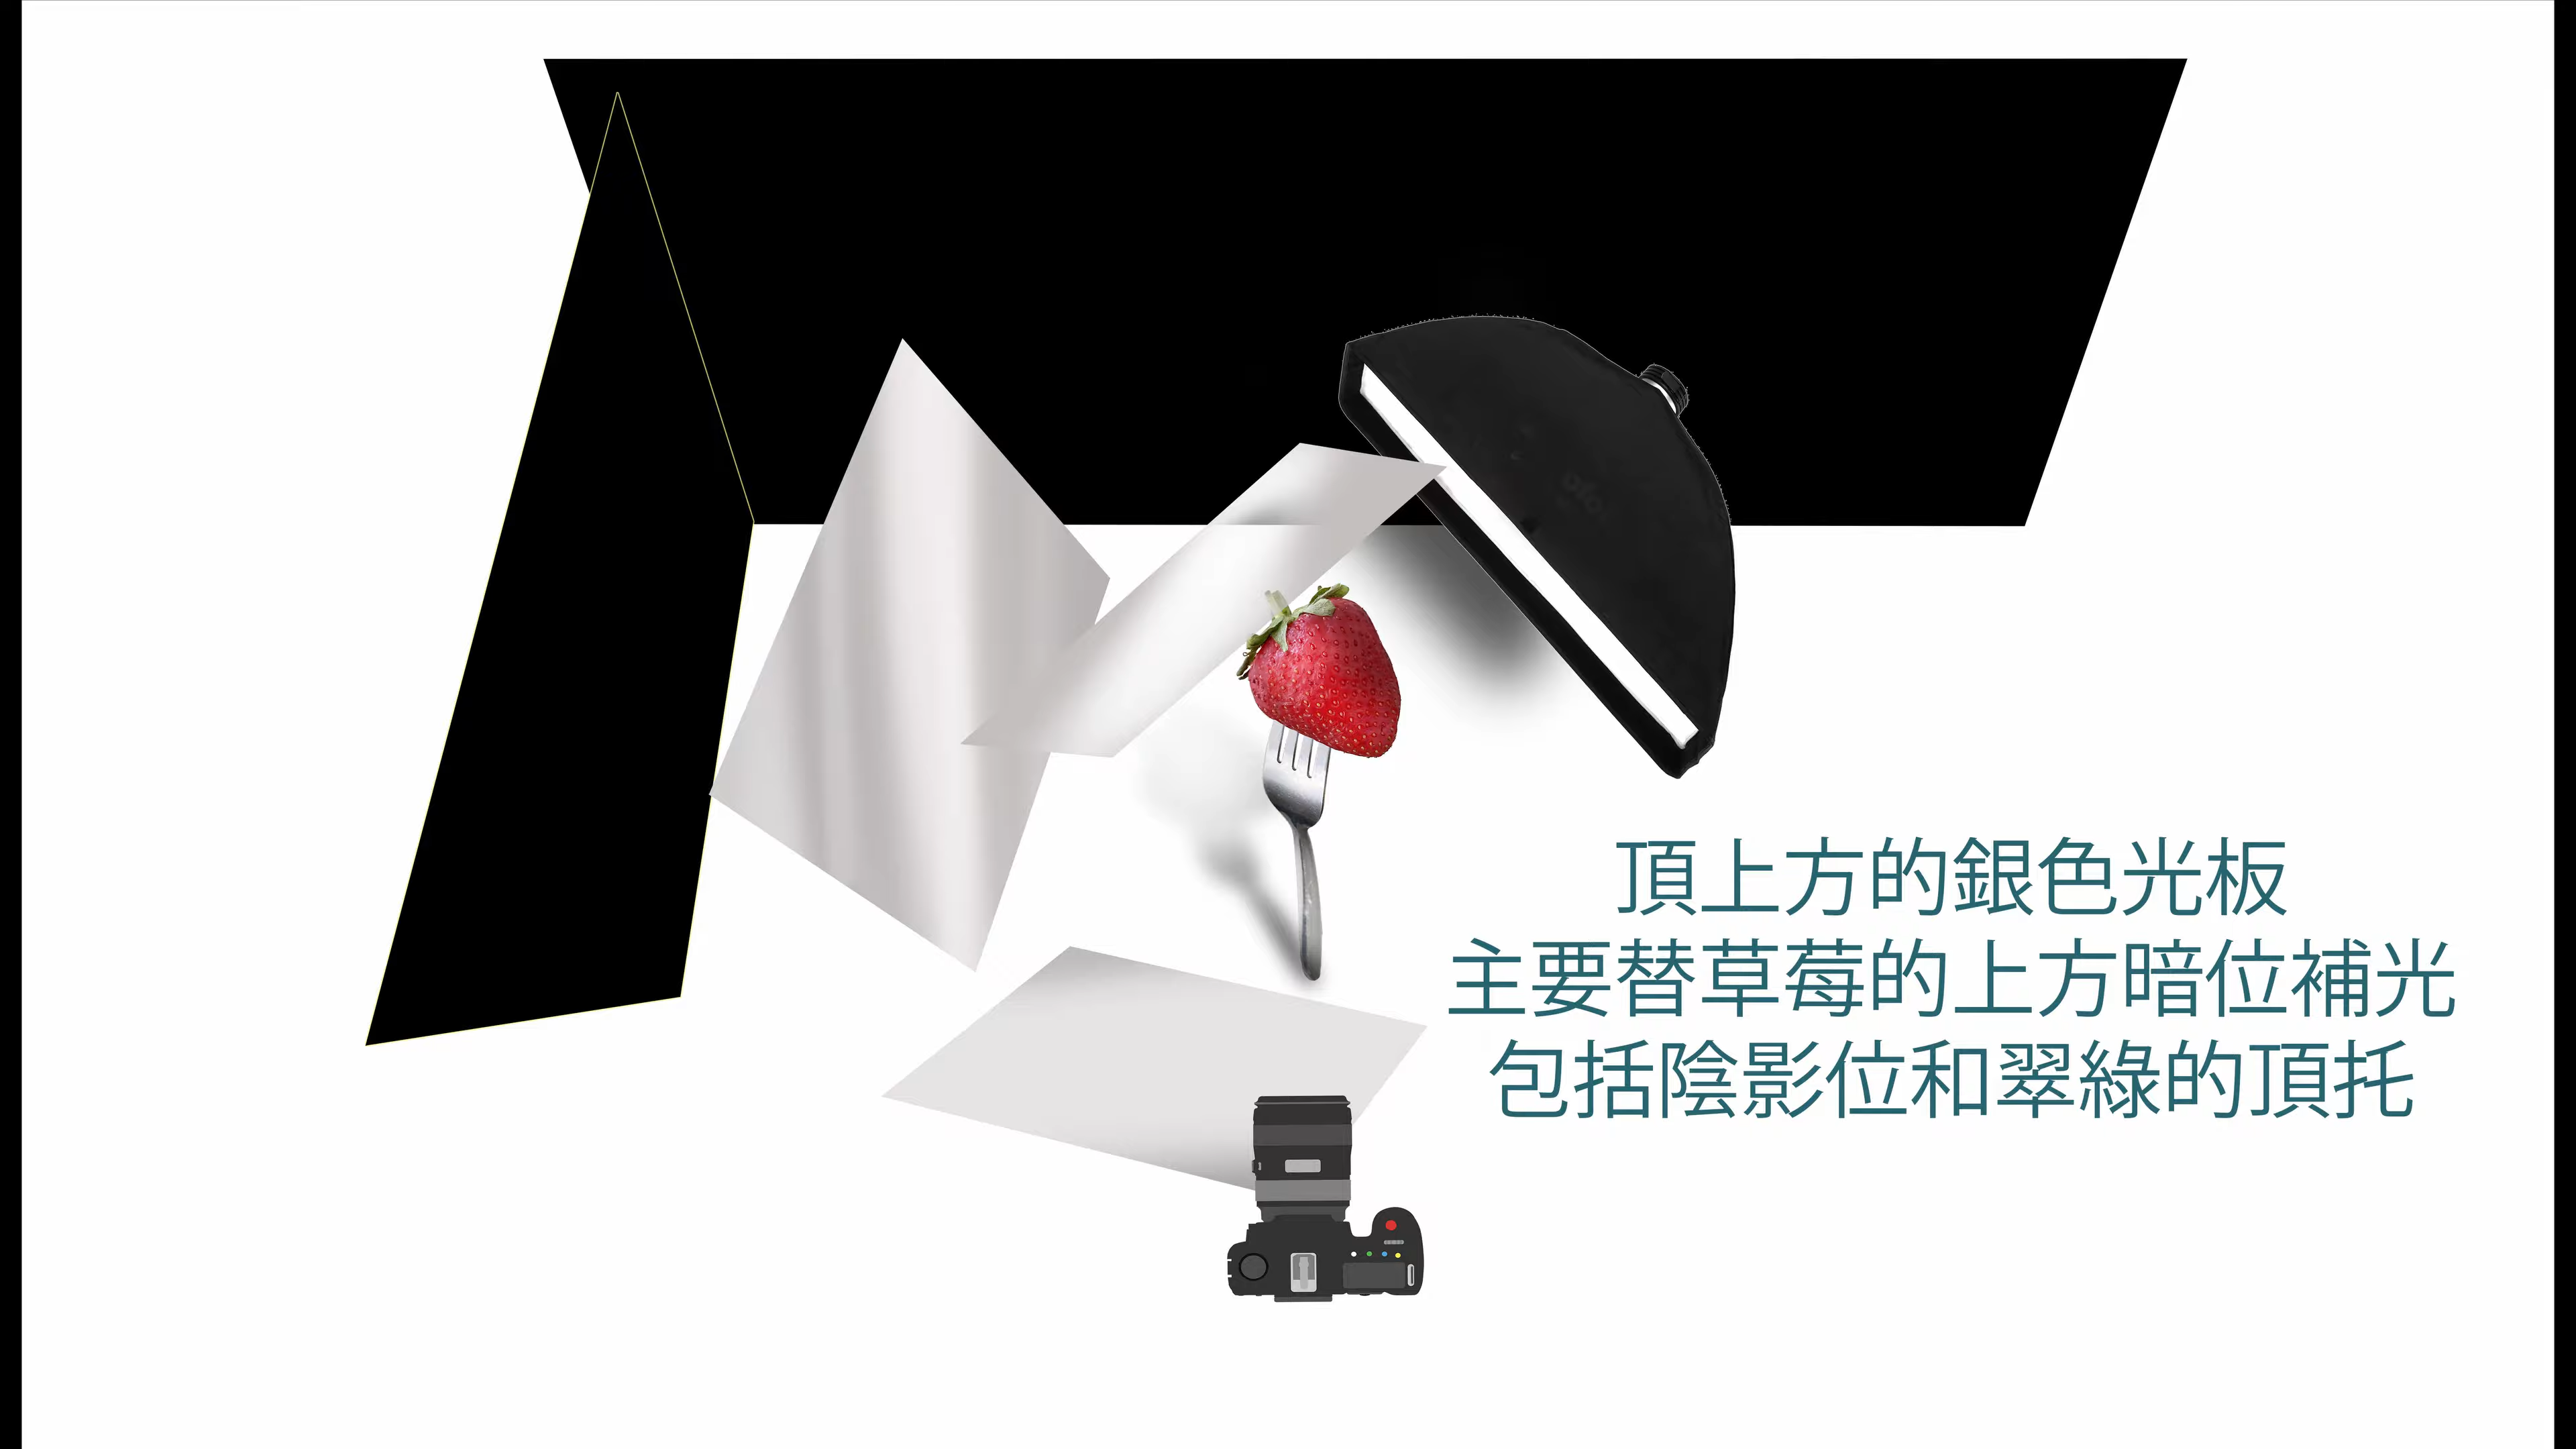 頂上方的銀色光板
主要替草莓的上方暗位補光
包括陰影位和翠綠的頂托